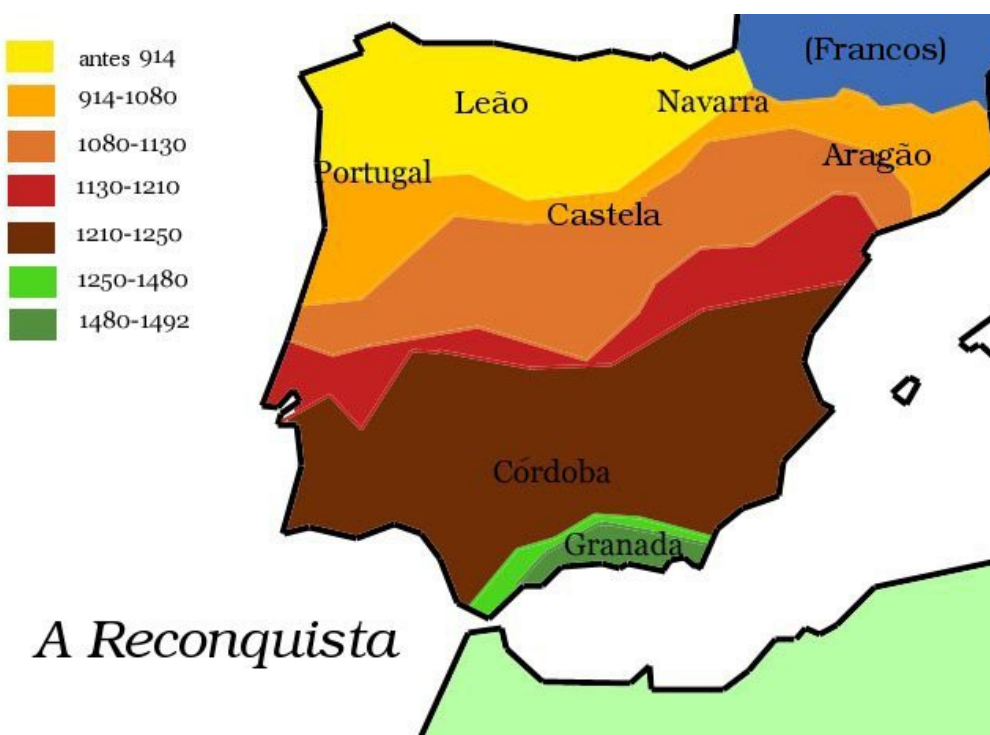 antes 914
914-1080
1080-1130
1130-1210
1210-1250
1250-1480
1480-1492
(Francos)
Leão
Navarra
Aragão
Portugal
Castela
Córdoba
Granada
A Reconquista